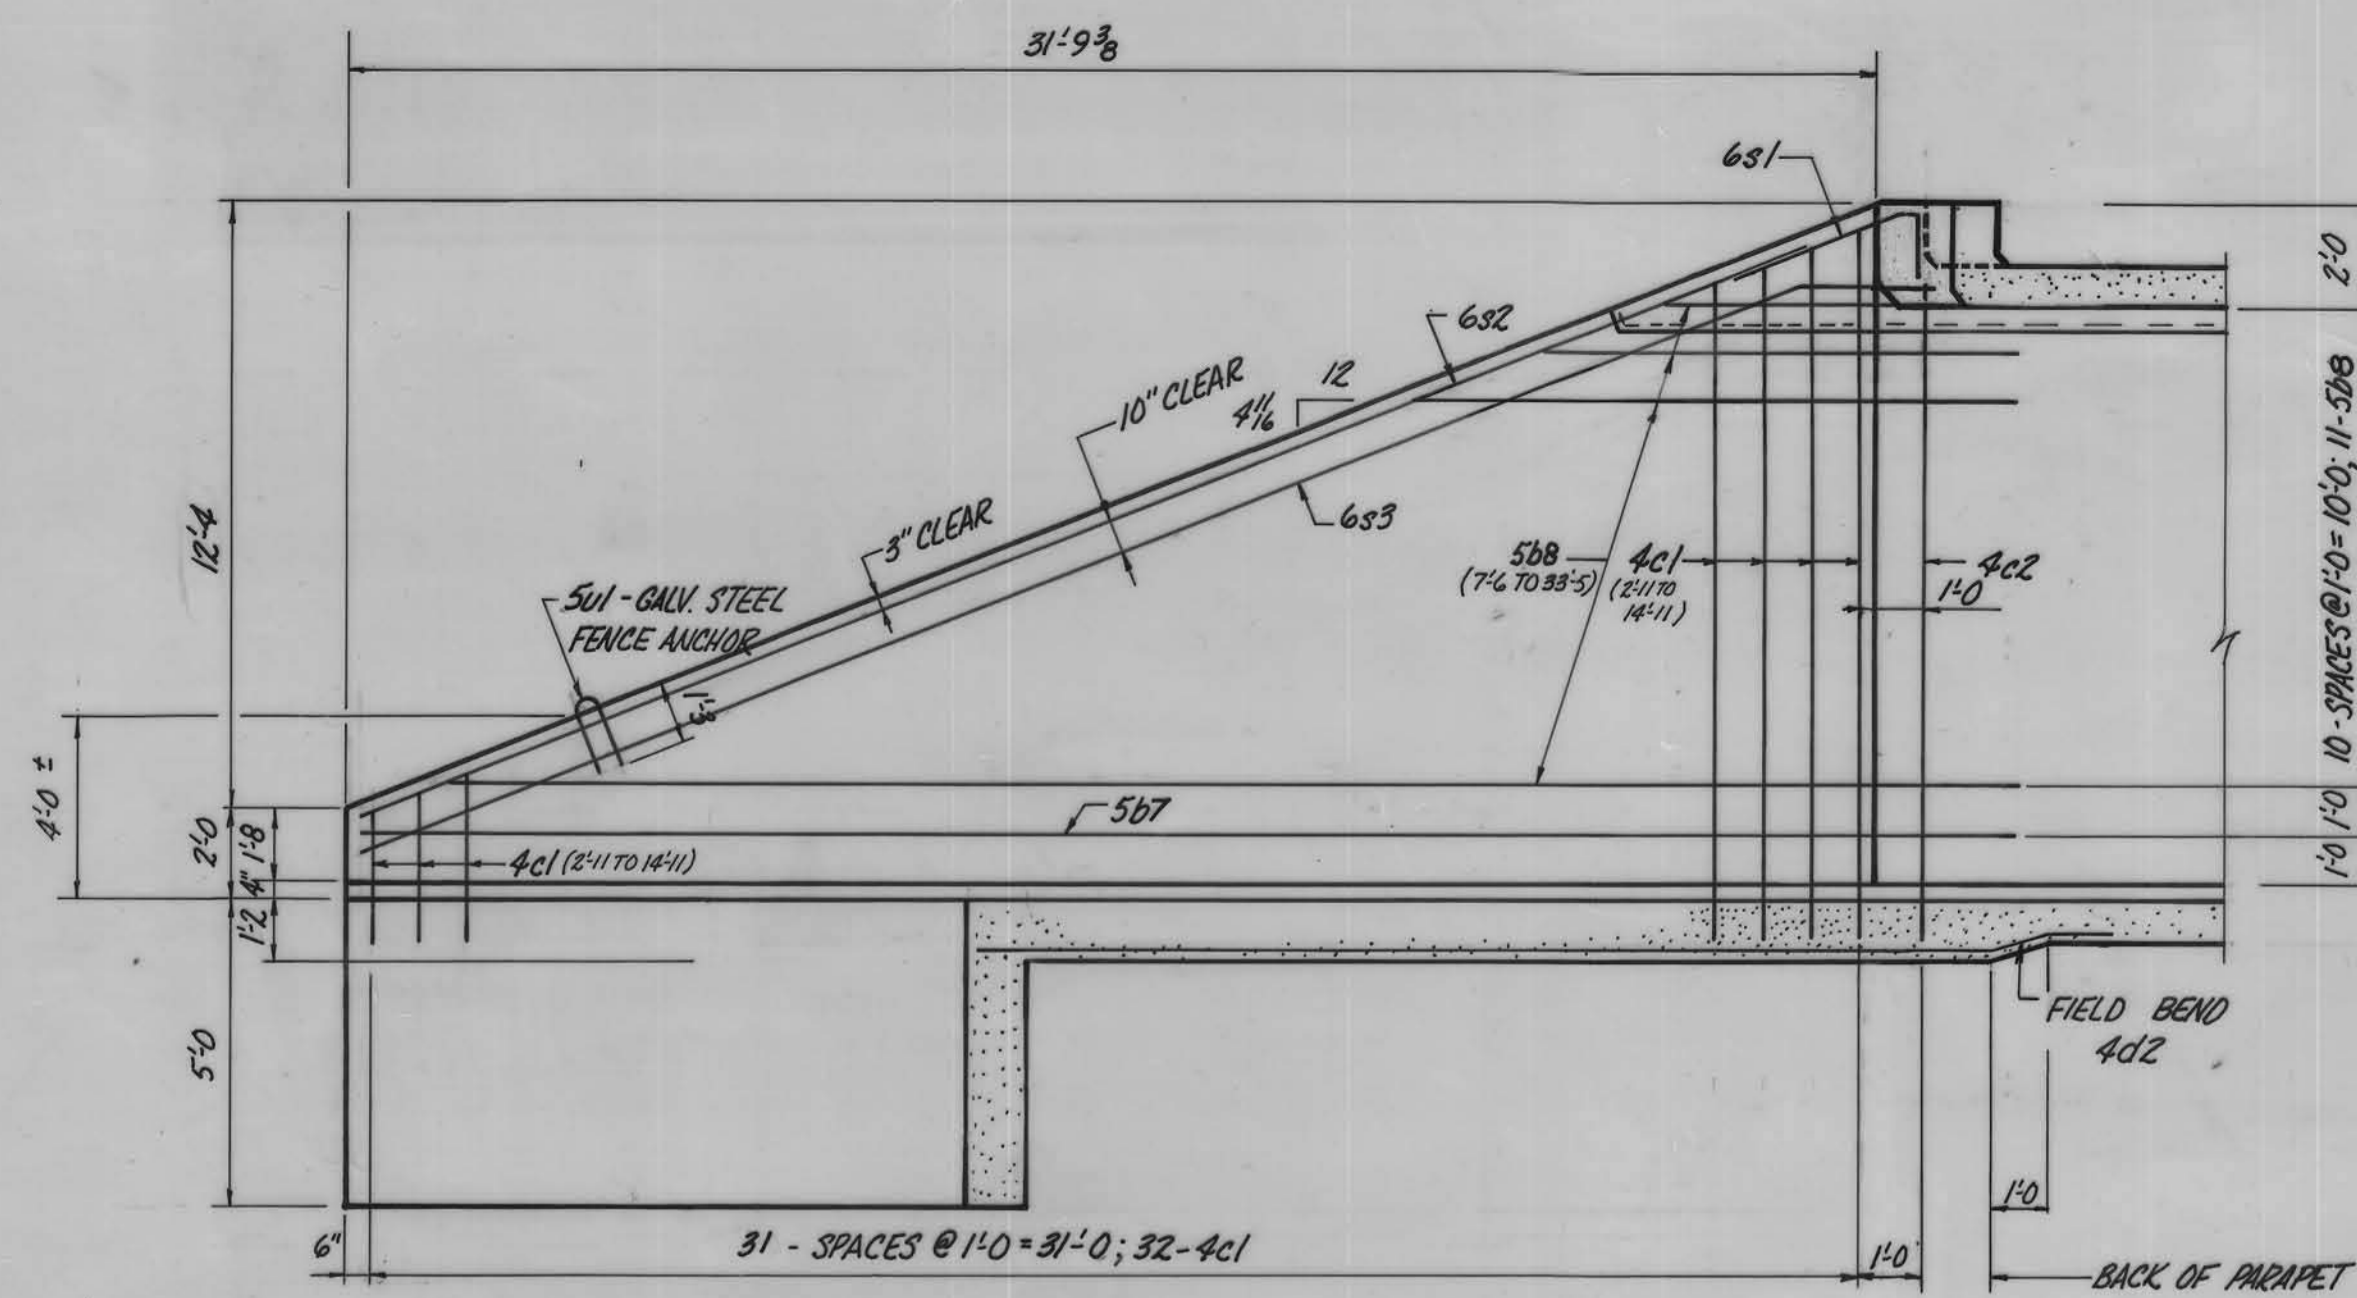 31'-9 3/8
6s1
6s2
12
4 11/16
10" CLEAR
3" CLEAR
6s3
12'-4
5u1 - GALV. STEEL
FENCE ANCHOR
1'-3
5b8
(7'-6 TO 33'-5)
4c1
(2'-11 TO
14'-11)
4c2
1'-0
2'-0
10 - SPACES @ 1'-0 = 10'-0; 11-5b8
1'-0
1'-0
4'-0 ±
2'-0
1'-8
4"
1'-2
5b7
4c1 (2'-11 TO 14'-11)
5'-0
FIELD BEND
4d2
1'-0
6"
31 - SPACES @ 1'-0 = 31'-0; 32-4c1
1'-0
BACK OF PARAPET